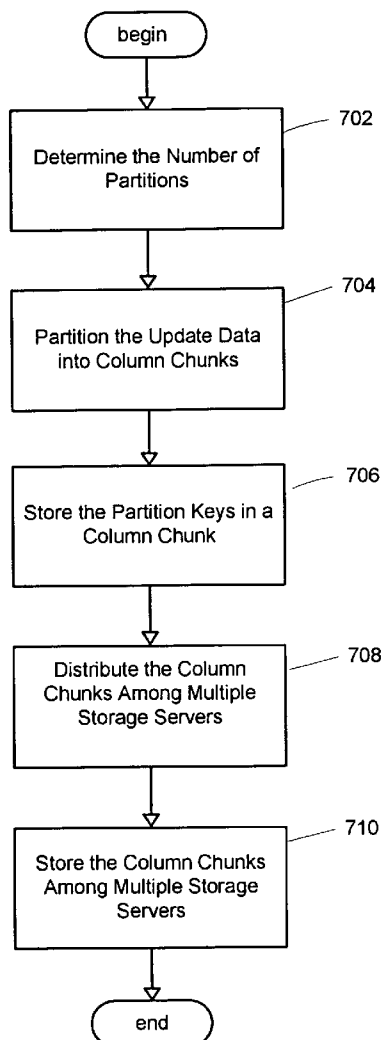 begin
702
Determine the Number of
Partitions
704
Partition the Update Data
into Column Chunks
706
Store the Partition Keys in a
Column Chunk
708
Distribute the Column
Chunks Among Multiple
Storage Servers
710
Store the Column Chunks
Among Multiple Storage
Servers
end